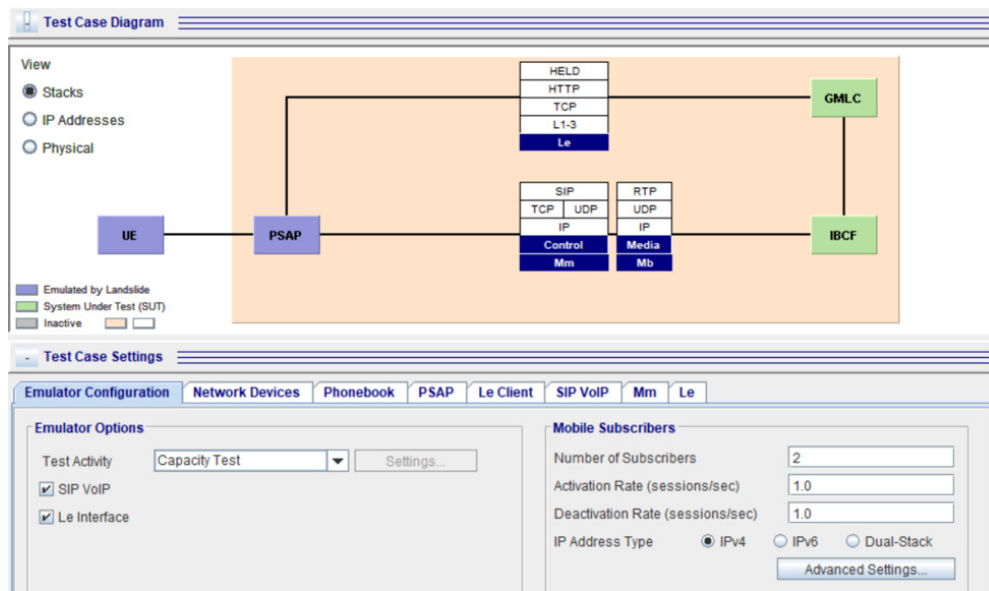 Test Case Diagram
View
Stacks
IP Addresses
Physical
HELD
HTTP
TCP
L1-3
Le
GMLC
UE
PSAP
SIP
TCP UDP
IP
Control
Mm
RTP
UDP
IP
Media
Mb
IBCF
Emulated by Landslide
System Under Test (SUT)
Inactive
- Test Case Settings
Emulator Configuration Network Devices Phonebook PSAP Le Client SIP VoIP Mm Le
Emulator Options
Test Activity Capacity Test Settings...
SIP VoIP
Le Interface
Mobile Subscribers
Number of Subscribers 2
Activation Rate (sessions/sec) 1.0
Deactivation Rate (sessions/sec) 1.0
IP Address Type IPv4 IPv6 Dual-Stack
Advanced Settings...